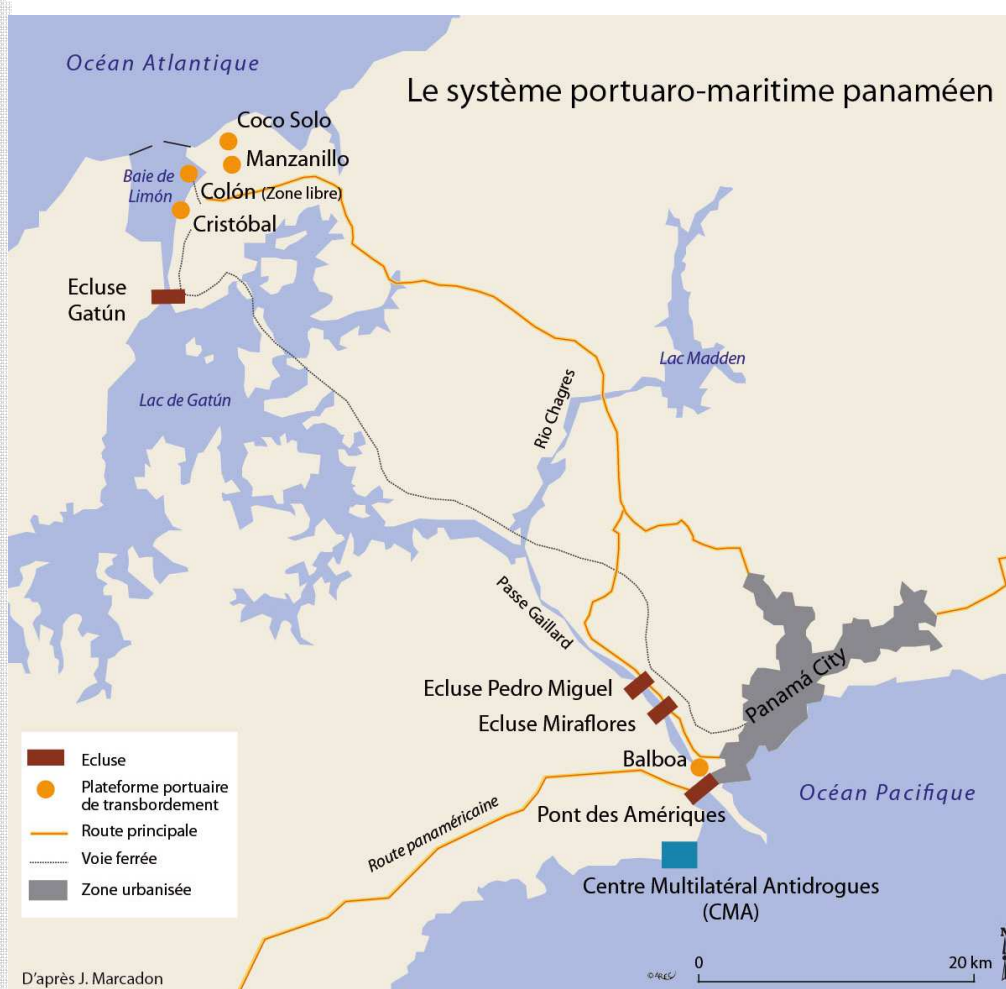 Océan Atlantique
Le système portuaro-maritime panaméen
Coco Solo
Manzanillo
Baie de
Limón
Colón (Zone libre)
Cristóbal
Ecluse
Gatún
Lac Madden
Lac de Gatún
Rio Chagres
Passe Gaillard
Ecluse Pedro Miguel
Panamá City
Ecluse Miraflores
Balboa
Océan Pacifique
Pont des Amériques
Route panaméricaine
Centre Multilatéral Antidrogues
(CMA)
Ecluse
Plateforme portuaire
de transbordement
Route principale
Voie ferrée
Zone urbanisée
N
0
20 km
D'après J. Marcadon